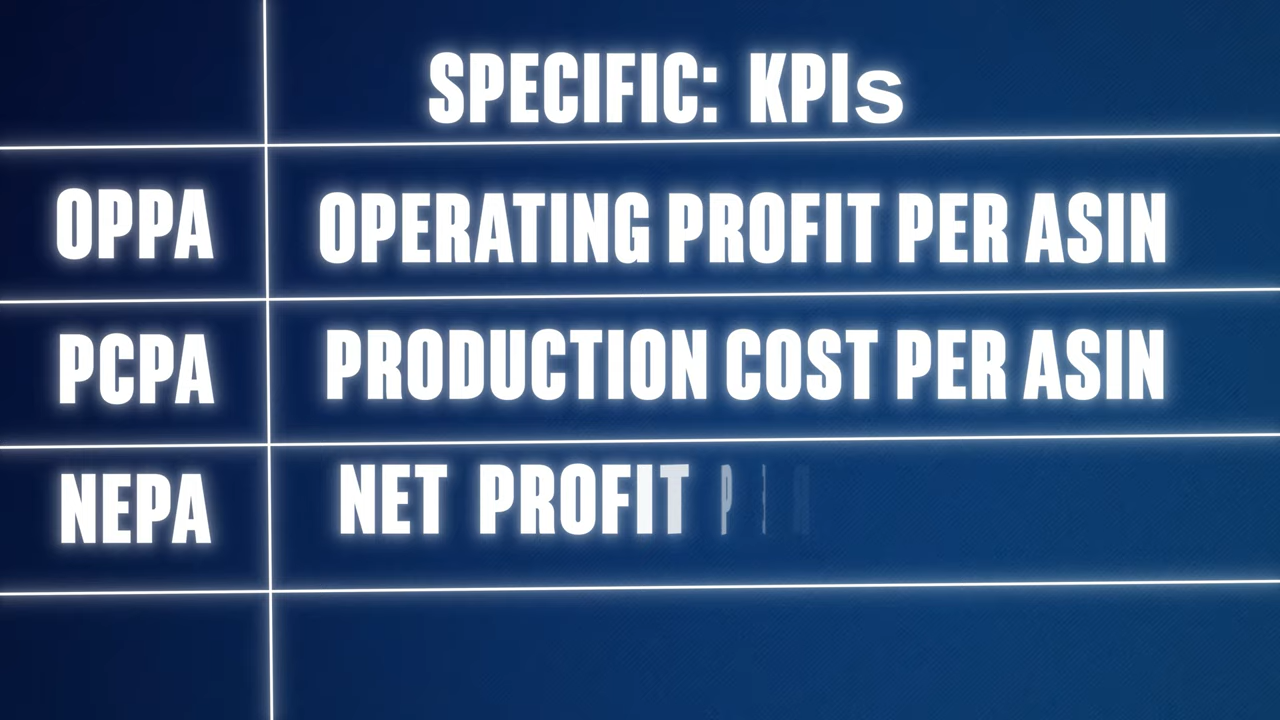 SPECIFIC: KPIs
OPPA
OPERATING PROFIT PER ASIN
PCPA
PRODUCTION COST PER ASIN
NEPA
NET PROFIT